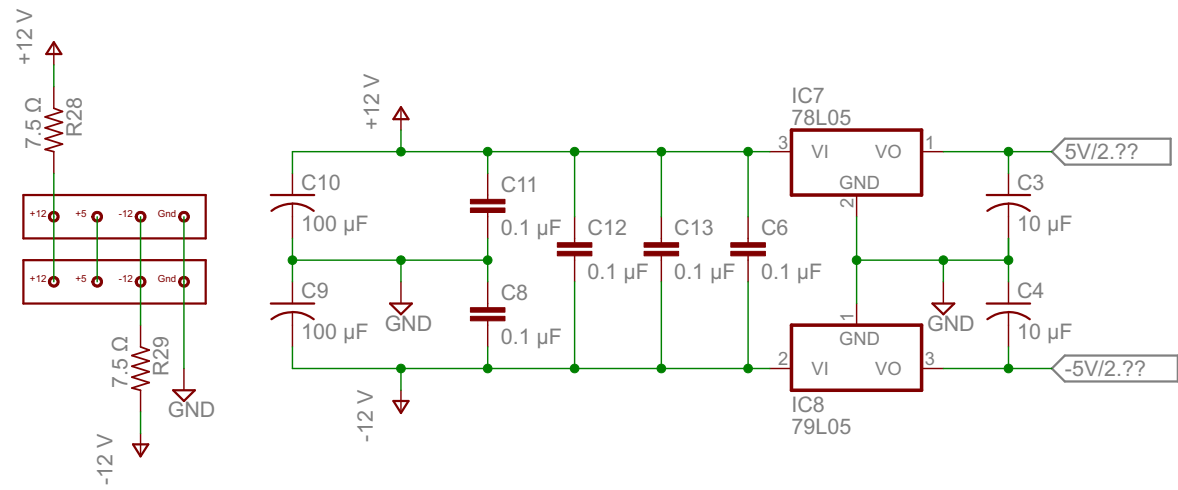 +12 V
7.5 Ω
R28
+12 +5 -12 Gnd
+12 +5 -12 Gnd
7.5 Ω
R29
GND
-12 V
+12 V
C10
100 µF
C11
0.1 µF
C12
0.1 µF
C13
0.1 µF
C6
0.1 µF
C9
100 µF
GND
C8
0.1 µF
-12 V
IC7
78L05
3 VI VO 1
GND
2
5V/2.??
C3
10 µF
GND
C4
10 µF
1
GND
2 VI VO 3
IC8
79L05
-5V/2.??